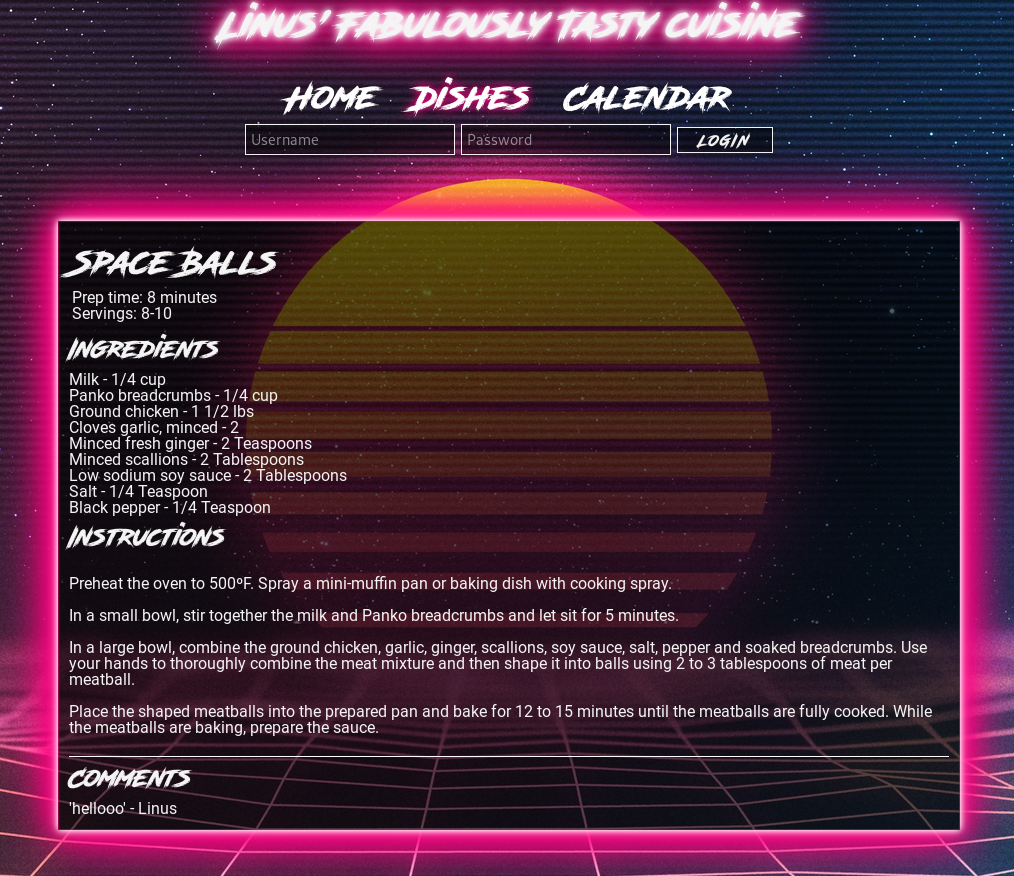 Linus' Fabulously Tasty Cuisine
Home Dishes Calendar
Username Password Login
Space Balls
Prep time: 8 minutes
Servings: 8-10
Ingredients
Milk - 1/4 cup
Panko breadcrumbs - 1/4 cup
Ground chicken - 1 1/2 lbs
Cloves garlic, minced - 2
Minced fresh ginger - 2 Teaspoons
Minced scallions - 2 Tablespoons
Low sodium soy sauce - 2 Tablespoons
Salt - 1/4 Teaspoon
Black pepper - 1/4 Teaspoon
Instructions
Preheat the oven to 500ºF. Spray a mini-muffin pan or baking dish with cooking spray.
In a small bowl, stir together the milk and Panko breadcrumbs and let sit for 5 minutes.
In a large bowl, combine the ground chicken, garlic, ginger, scallions, soy sauce, salt, pepper and soaked breadcrumbs. Use
your hands to thoroughly combine the meat mixture and then shape it into balls using 2 to 3 tablespoons of meat per
meatball.
Place the shaped meatballs into the prepared pan and bake for 12 to 15 minutes until the meatballs are fully cooked. While
the meatballs are baking, prepare the sauce.
Comments
'hellooo' - Linus